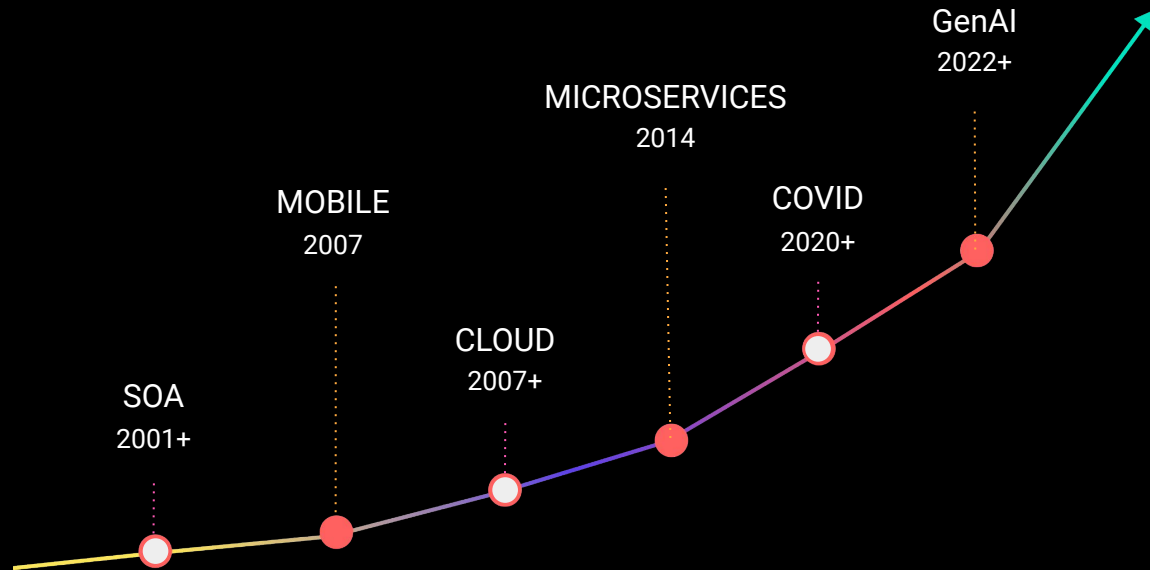 SOA
2001+
MOBILE
2007
CLOUD
2007+
MICROSERVICES
2014
COVID
2020+
GenAI
2022+